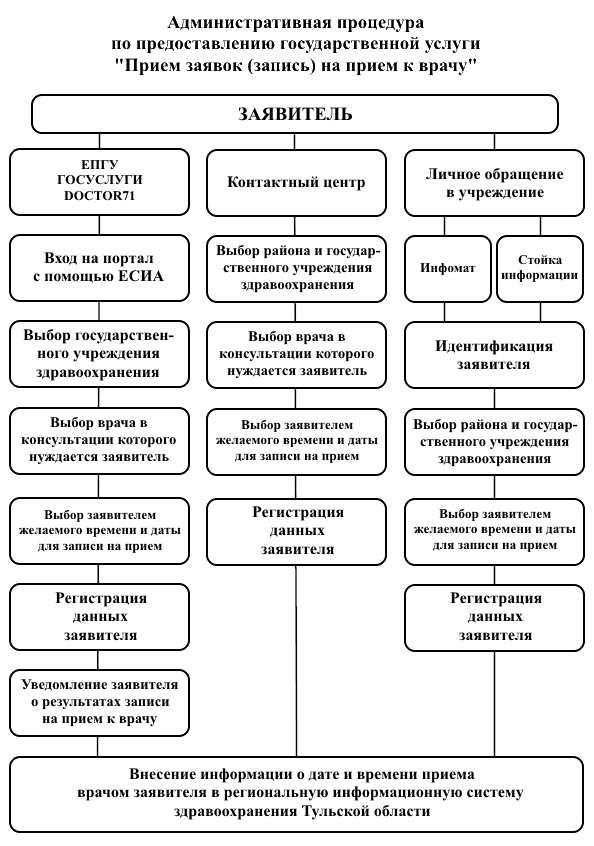 Административная процедура
по предоставлению государственной услуги
"Прием заявок (запись) на прием к врачу"
ЗАЯВИТЕЛЬ
ЕПГУ
ГОСУСЛУГИ
DOCTOR71
Вход на портал
с помощью ЕСИА
Выбор государствен-
ного учреждения
здравоохранения
Выбор врача в
консультации которого
нуждается заявитель
Выбор заявителем
желаемого времени и даты
для записи на прием
Регистрация
данных
заявителя
Уведомление заявителя
о результатах записи
на прием к врачу
Контактный центр
Выбор района и государ-
ственного учреждения
здравоохранения
Выбор врача в
консультации которого
нуждается заявитель
Выбор заявителем
желаемого времени и даты
для записи на прием
Регистрация
данных
заявителя
Личное обращение
в учреждение
Инфомат
Стойка
информации
Идентификация
заявителя
Выбор района и государ-
ственного учреждения
здравоохранения
Выбор заявителем
желаемого времени и даты
для записи на прием
Регистрация
данных
заявителя
Внесение информации о дате и времени приема
врачом заявителя в региональную информационную систему
здравоохранения Тульской области